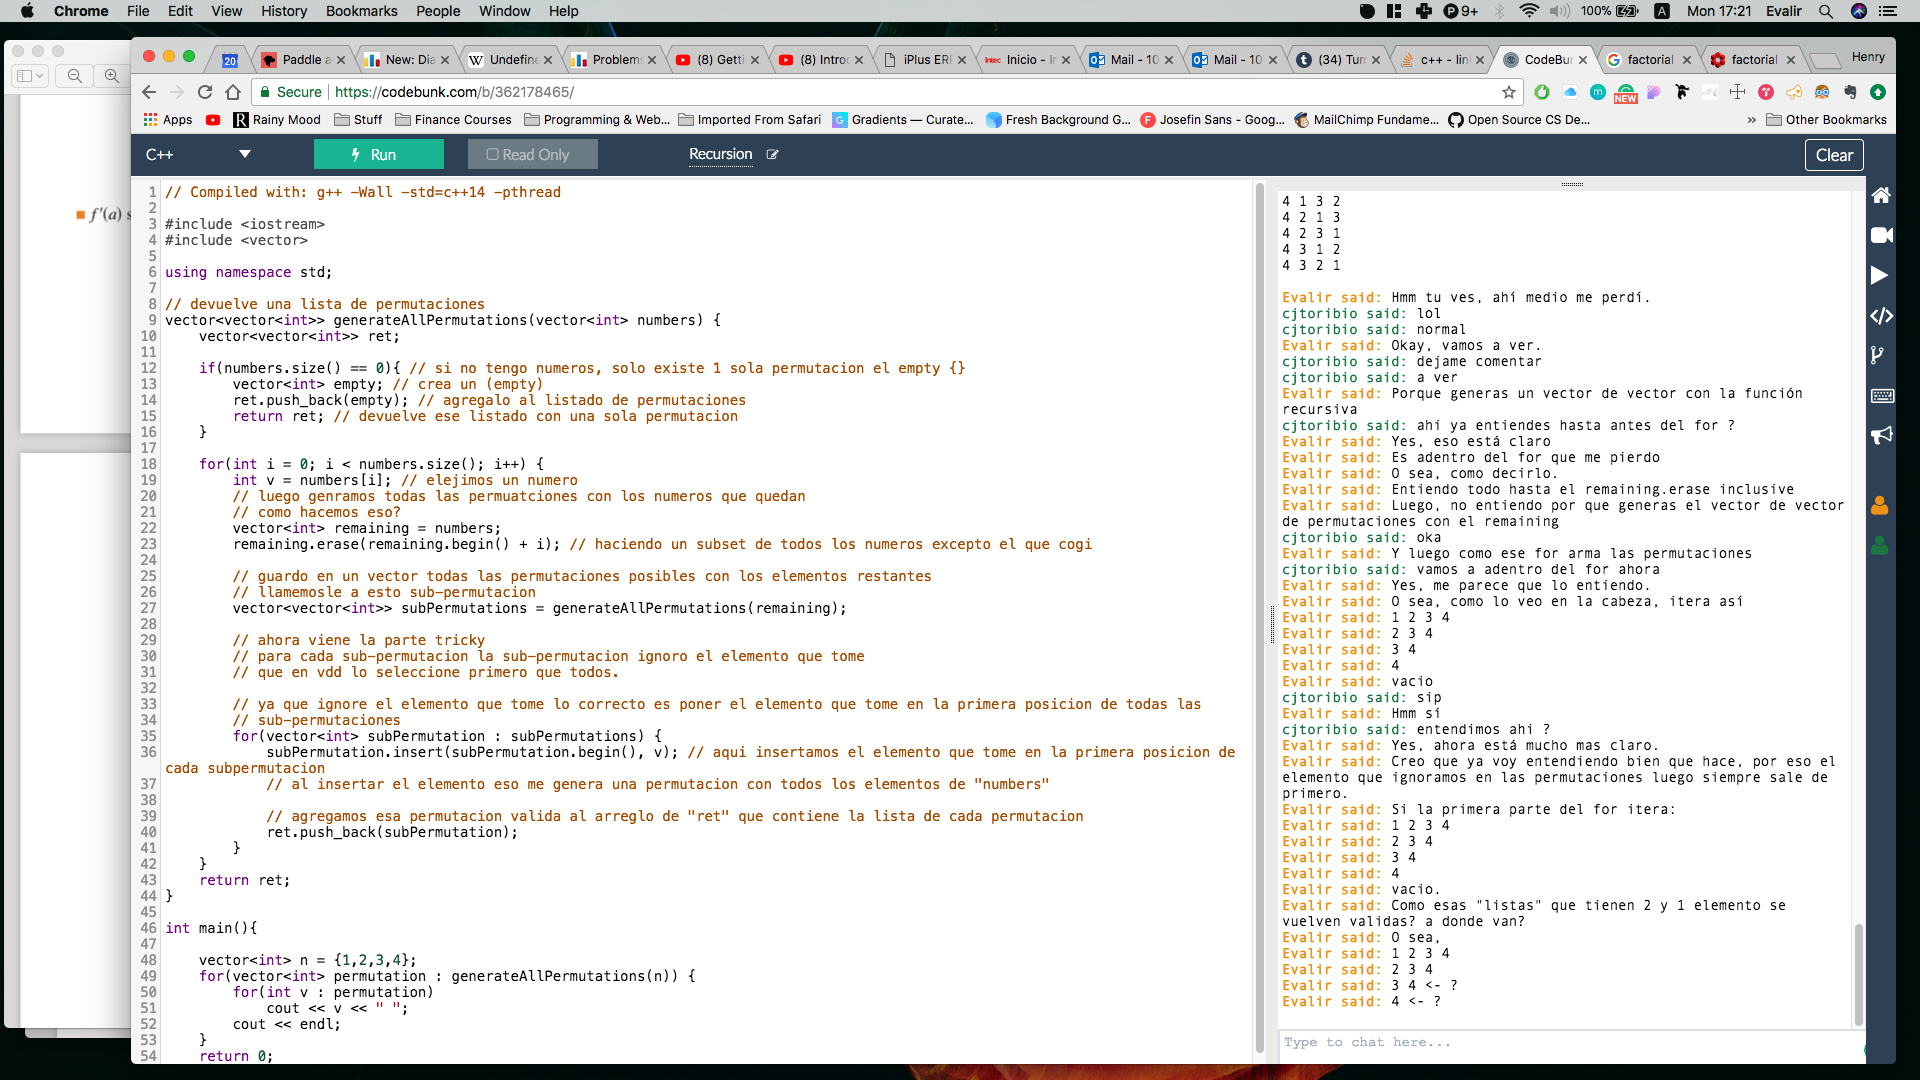 Chrome File Edit View History Bookmarks People Window Help
9+ 100% A Mon 17:21 Evalir
20 Paddle a New: Dia Undefine Problem (8) Getti (8) Intro iPlus ERP Inicio - In Mail - 10 Mail - 10 (34) Tum c++ - lin CodeBun factorial factorial Henry
Secure https://codebunk.com/b/362178465/
NEW
Apps Rainy Mood Stuff Finance Courses Programming & Web... Imported From Safari Gradients — Curate... Fresh Background G... Josefin Sans - Goog... MailChimp Fundame... Open Source CS De... » Other Bookmarks
C++ Run Read Only Recursion Clear
f'(a) s
1 // Compiled with: g++ -Wall -std=c++14 -pthread
2
3 #include <iostream>
4 #include <vector>
5
6 using namespace std;
7
8 // devuelve una lista de permutaciones
9 vector<vector<int>> generateAllPermutations(vector<int> numbers) {
10 vector<vector<int>> ret;
11
12 if(numbers.size() == 0){ // si no tengo numeros, solo existe 1 sola permutacion el empty {}
13 vector<int> empty; // crea un (empty)
14 ret.push_back(empty); // agregalo al listado de permutaciones
15 return ret; // devuelve ese listado con una sola permutacion
16 }
17
18 for(int i = 0; i < numbers.size(); i++) {
19 int v = numbers[i]; // elejimos un numero
20 // luego genramos todas las permuatciones con los numeros que quedan
21 // como hacemos eso?
22 vector<int> remaining = numbers;
23 remaining.erase(remaining.begin() + i); // haciendo un subset de todos los numeros excepto el que cogi
24
25 // guardo en un vector todas las permutaciones posibles con los elementos restantes
26 // llamemosle a esto sub-permutacion
27 vector<vector<int>> subPermutations = generateAllPermutations(remaining);
28
29 // ahora viene la parte tricky
30 // para cada sub-permutacion la sub-permutacion ignoro el elemento que tome
31 // que en vdd lo seleccione primero que todos.
32
33 // ya que ignore el elemento que tome lo correcto es poner el elemento que tome en la primera posicion de todas las
34 // sub-permutaciones
35 for(vector<int> subPermutation : subPermutations) {
36 subPermutation.insert(subPermutation.begin(), v); // aqui insertamos el elemento que tome en la primera posicion de
cada subpermutacion
37 // al insertar el elemento eso me genera una permutacion con todos los elementos de "numbers"
38
39 // agregamos esa permutacion valida al arreglo de "ret" que contiene la lista de cada permutacion
40 ret.push_back(subPermutation);
41 }
42 }
43 return ret;
44 }
45
46 int main(){
47
48 vector<int> n = {1,2,3,4};
49 for(vector<int> permutation : generateAllPermutations(n)) {
50 for(int v : permutation)
51 cout << v << " ";
52 cout << endl;
53 }
54 return 0;
4 1 3 2
4 2 1 3
4 2 3 1
4 3 1 2
4 3 2 1
Evalir said: Hmm tu ves, ahí medio me perdí.
cjtoribio said: lol
cjtoribio said: normal
Evalir said: Okay, vamos a ver.
cjtoribio said: dejame comentar
cjtoribio said: a ver
Evalir said: Porque generas un vector de vector con la función
recursiva
cjtoribio said: ahi ya entiendes hasta antes del for ?
Evalir said: Yes, eso está claro
Evalir said: Es adentro del for que me pierdo
Evalir said: O sea, como decirlo.
Evalir said: Entiendo todo hasta el remaining.erase inclusive
Evalir said: Luego, no entiendo por que generas el vector de vector
de permutaciones con el remaining
cjtoribio said: oka
Evalir said: Y luego como ese for arma las permutaciones
cjtoribio said: vamos a adentro del for ahora
Evalir said: Yes, me parece que lo entiendo.
Evalir said: O sea, como lo veo en la cabeza, itera así
Evalir said: 1 2 3 4
Evalir said: 2 3 4
Evalir said: 3 4
Evalir said: 4
Evalir said: vacio
cjtoribio said: sip
Evalir said: Hmm sí
cjtoribio said: entendimos ahi ?
Evalir said: Yes, ahora está mucho mas claro.
Evalir said: Creo que ya voy entendiendo bien que hace, por eso el
elemento que ignoramos en las permutaciones luego siempre sale de
primero.
Evalir said: Si la primera parte del for itera:
Evalir said: 1 2 3 4
Evalir said: 2 3 4
Evalir said: 3 4
Evalir said: 4
Evalir said: vacio.
Evalir said: Como esas "listas" que tienen 2 y 1 elemento se
vuelven validas? a donde van?
Evalir said: O sea,
Evalir said: 1 2 3 4
Evalir said: 2 3 4
Evalir said: 3 4 <- ?
Evalir said: 4 <- ?
Type to chat here...